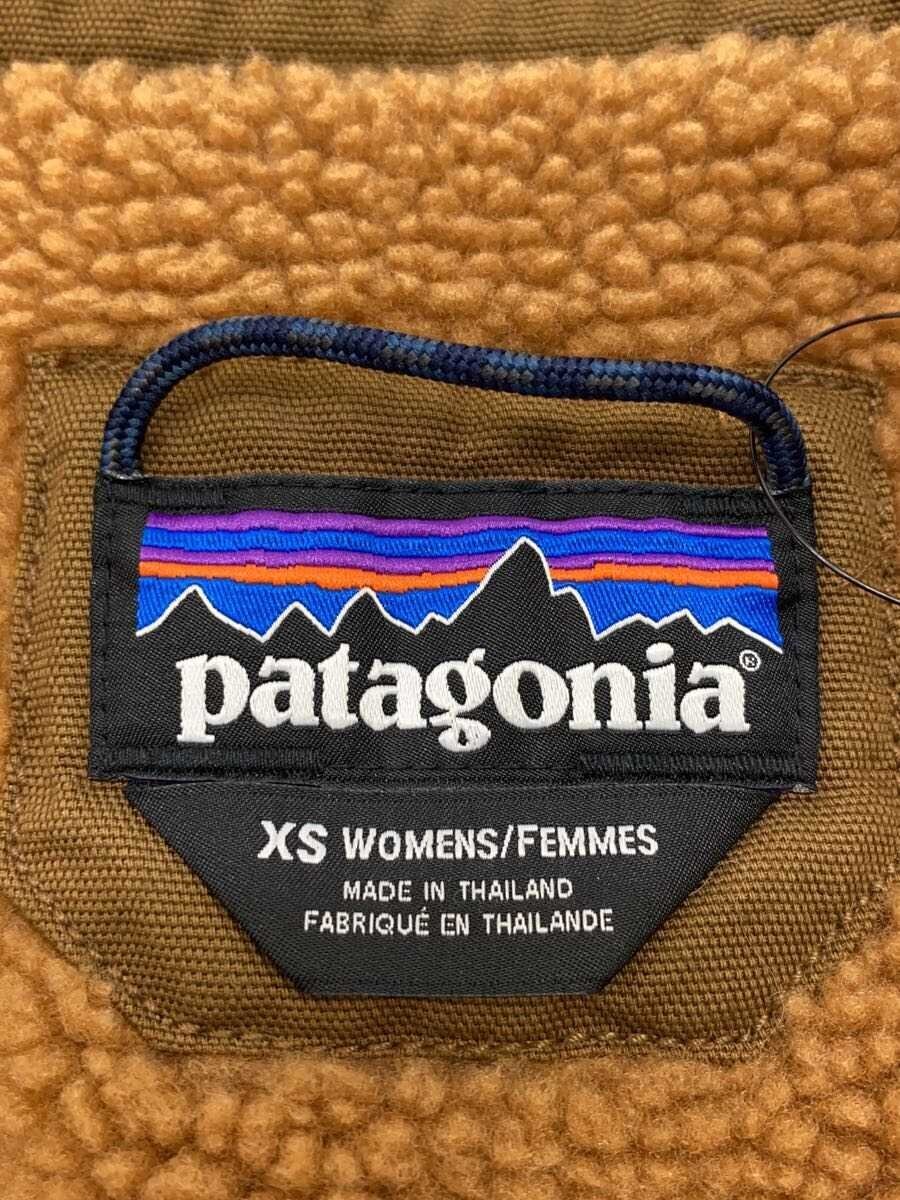 patagonia®
XS WOMENS/FEMMES
MADE IN THAILAND
FABRIQUÉ EN THAILANDE